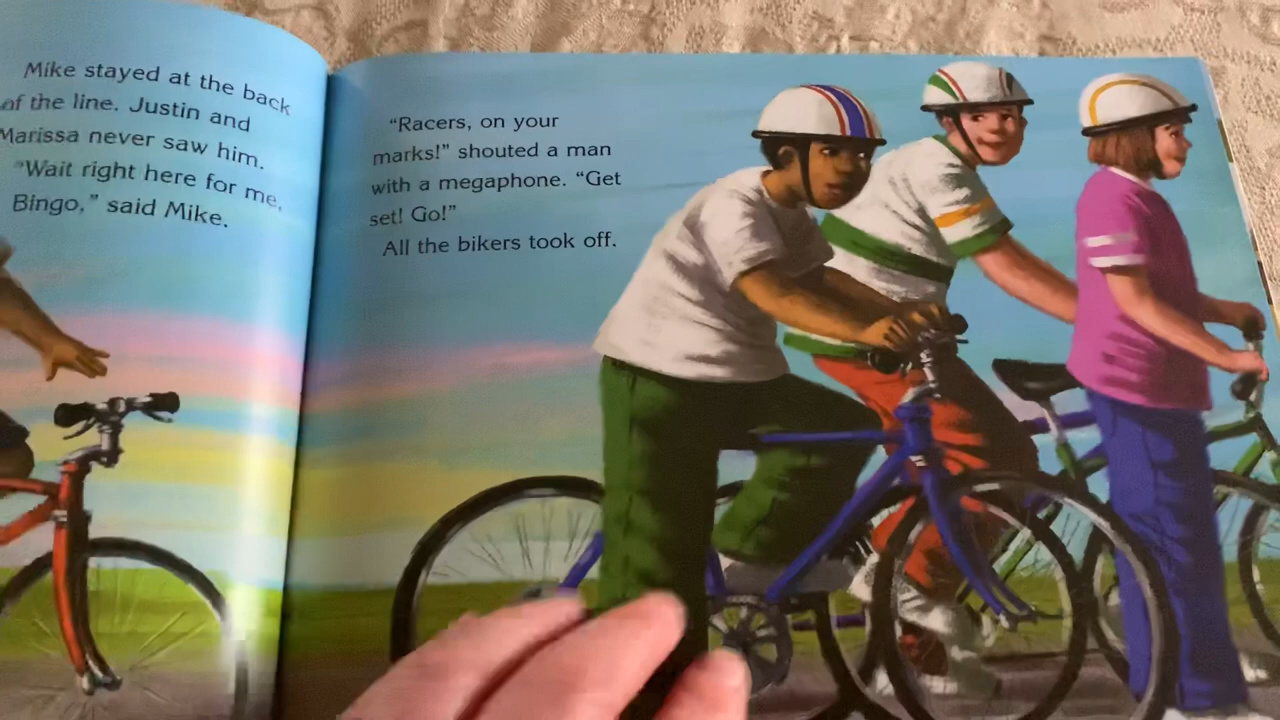 Mike stayed at the back
of the line. Justin and
Marissa never saw him.
"Wait right here for me,
Bingo," said Mike.
"Racers, on your
marks!" shouted a man
with a megaphone. "Get
set! Go!"
All the bikers took off.